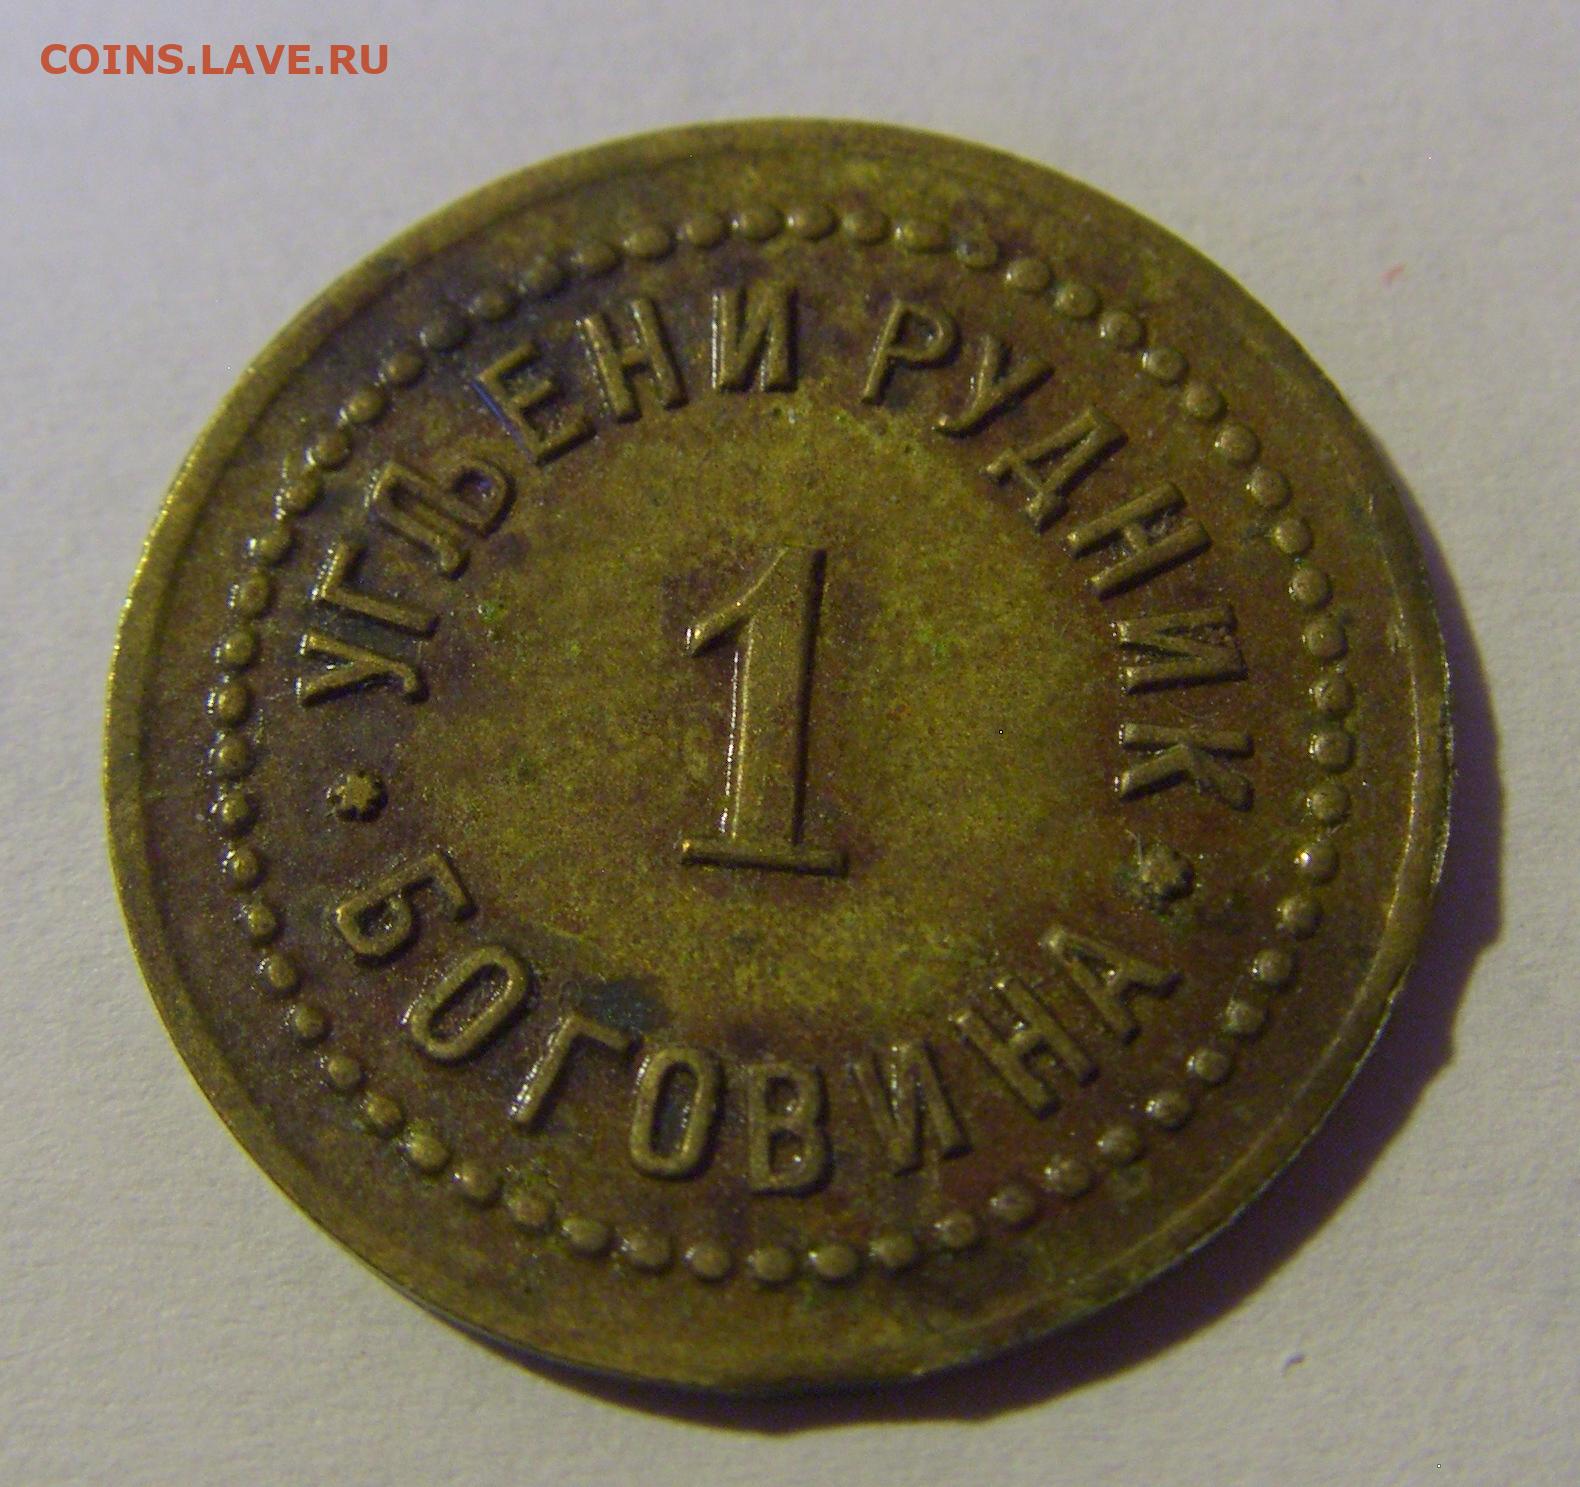 COINS.LAVE.RU
УГЉЕНИ РУДНИК
1
БОГОВИНА